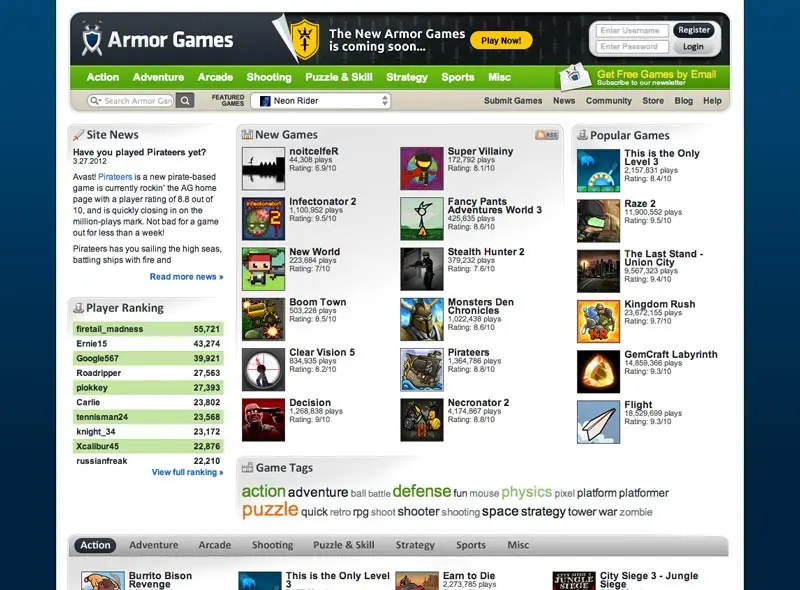 Armor Games
The New Armor Games
is coming soon...
Play Now!
Enter Username
Register
Enter Password
Login
Action Adventure Arcade Shooting Puzzle & Skill Strategy Sports Misc
Get Free Games by Email
Subscribe to our newsletter
Search Armor Gam
FEATURED
GAMES
Neon Rider
Submit Games News Community Store Blog Help
Site News
Have you played Pirateers yet?
3.27.2012
Avast! Pirateers is a new pirate-based
game is currently rockin' the AG home
page with a player rating of 8.8 out of
10, and is quickly closing in on the
million-plays mark. Not bad for a game
out for less than a week!
Pirateers has you sailing the high seas,
battling ships with fire and
Read more news »
Player Ranking
firetail_madness 55,721
Ernie15 43,274
Google567 39,921
Roadripper 27,563
plokkey 27,393
Carlie 23,802
tennisman24 23,568
knight_34 23,172
Xcalibur45 22,876
russianfreak 22,210
View full ranking »
New Games
RSS
noitcelfeR
44,308 plays
Rating: 6.9/10
Super Villainy
172,792 plays
Rating: 8.1/10
infectonator!
2
Infectonator 2
1,100,952 plays
Rating: 9.5/10
Fancy Pants
Adventures World 3
425,635 plays
Rating: 8.6/10
New World
223,684 plays
Rating: 7/10
Stealth Hunter 2
379,232 plays
Rating: 7.6/10
Boom Town
503,228 plays
Rating: 8.5/10
Monsters Den
Chronicles
1,022,436 plays
Rating: 8.6/10
Clear Vision 5
834,935 plays
Rating: 8.2/10
Pirateers
1,364,786 plays
Rating: 8.8/10
Decision
1,268,838 plays
Rating: 9/10
Necronator 2
4,174,867 plays
Rating: 8.8/10
Popular Games
This is the Only
Level 3
2,157,831 plays
Rating: 8.4/10
Raze 2
11,900,552 plays
Rating: 9.5/10
The Last Stand -
Union City
9,567,323 plays
Rating: 9.4/10
KR
Kingdom Rush
23,672,155 plays
Rating: 9.7/10
GemCraft Labyrinth
14,859,366 plays
Rating: 9.3/10
Flight
18,529,699 plays
Rating: 9.3/10
Game Tags
action adventure ball battle defense fun mouse physics pixel platform platformer
puzzle quick retro rpg shoot shooter shooting space strategy tower war zombie
Action Adventure Arcade Shooting Puzzle & Skill Strategy Sports Misc
Burrito Bison
Revenge
This is the Only Level
3
Earn to Die
2,273,785 plays
CITY SIEGE 3
JUNGLE
SIEGE
City Siege 3 - Jungle
Siege